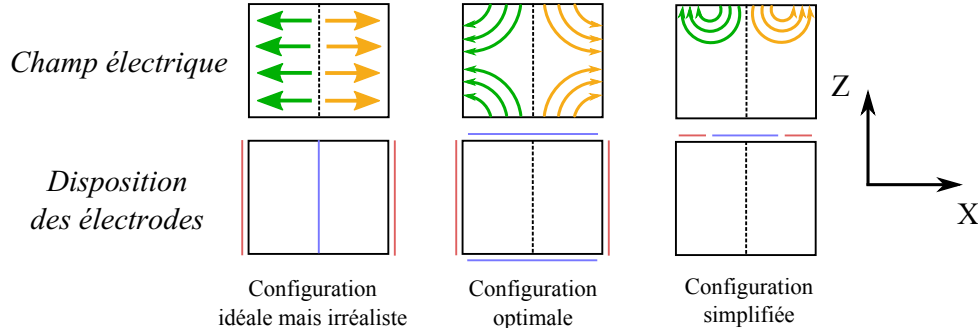 Champ électrique
Z
X
Disposition
des électrodes
Configuration
idéale mais irréaliste
Configuration
optimale
Configuration
simplifiée